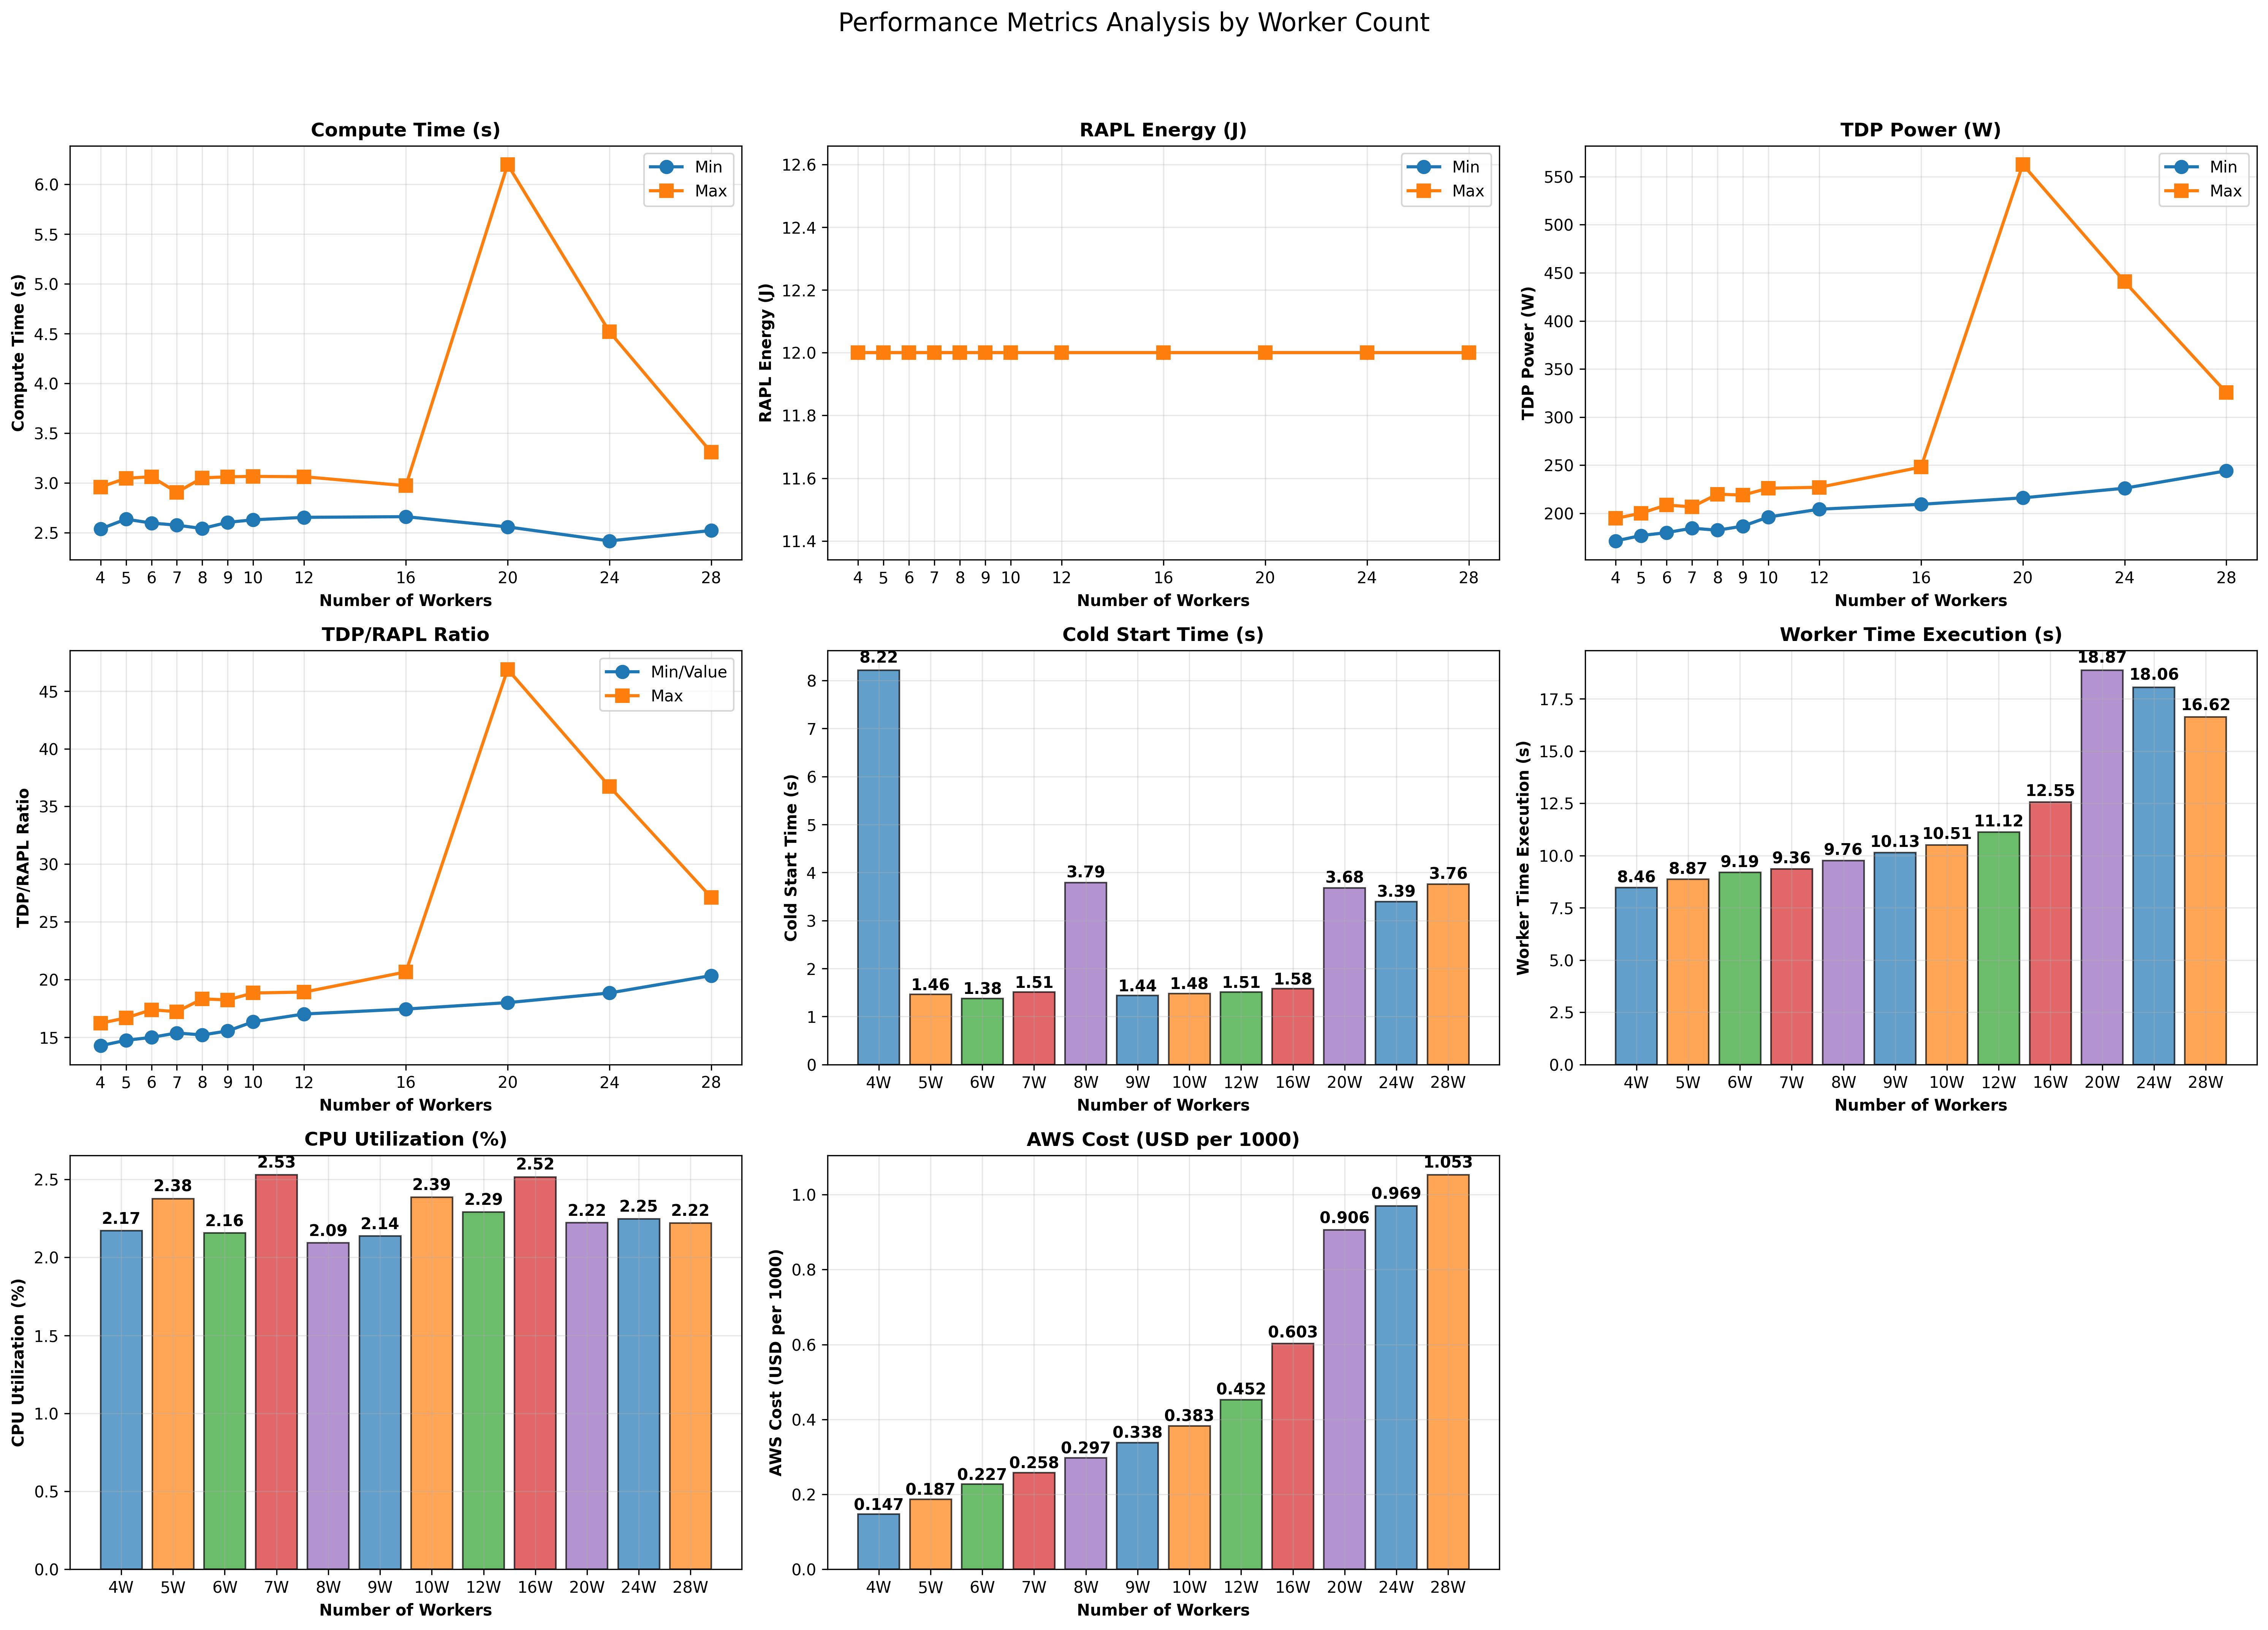 Performance Metrics Analysis by Worker Count
Compute Time (s)
Compute Time (s)
6.0
5.5
5.0
4.5
4.0
3.5
3.0
2.5
Min
Max
4 5 6 7 8 9 10 12 16 20 24 28
Number of Workers
RAPL Energy (J)
RAPL Energy (J)
12.6
12.4
12.2
12.0
11.8
11.6
11.4
Min
Max
4 5 6 7 8 9 10 12 16 20 24 28
Number of Workers
TDP Power (W)
TDP Power (W)
550
500
450
400
350
300
250
200
Min
Max
4 5 6 7 8 9 10 12 16 20 24 28
Number of Workers
TDP/RAPL Ratio
TDP/RAPL Ratio
45
40
35
30
25
20
15
Min/Value
Max
4 5 6 7 8 9 10 12 16 20 24 28
Number of Workers
Cold Start Time (s)
Cold Start Time (s)
8
7
6
5
4
3
2
1
0
8.22 1.46 1.38 1.51 3.79 1.44 1.48 1.51 1.58 3.68 3.39 3.76
4W 5W 6W 7W 8W 9W 10W 12W 16W 20W 24W 28W
Number of Workers
Worker Time Execution (s)
Worker Time Execution (s)
17.5
15.0
12.5
10.0
7.5
5.0
2.5
0.0
8.46 8.87 9.19 9.36 9.76 10.13 10.51 11.12 12.55 18.87 18.06 16.62
4W 5W 6W 7W 8W 9W 10W 12W 16W 20W 24W 28W
Number of Workers
CPU Utilization (%)
CPU Utilization (%)
2.5
2.0
1.5
1.0
0.5
0.0
2.17 2.38 2.16 2.53 2.09 2.14 2.39 2.29 2.52 2.22 2.25 2.22
4W 5W 6W 7W 8W 9W 10W 12W 16W 20W 24W 28W
Number of Workers
AWS Cost (USD per 1000)
AWS Cost (USD per 1000)
1.0
0.8
0.6
0.4
0.2
0.0
0.147 0.187 0.227 0.258 0.297 0.338 0.383 0.452 0.603 0.906 0.969 1.053
4W 5W 6W 7W 8W 9W 10W 12W 16W 20W 24W 28W
Number of Workers